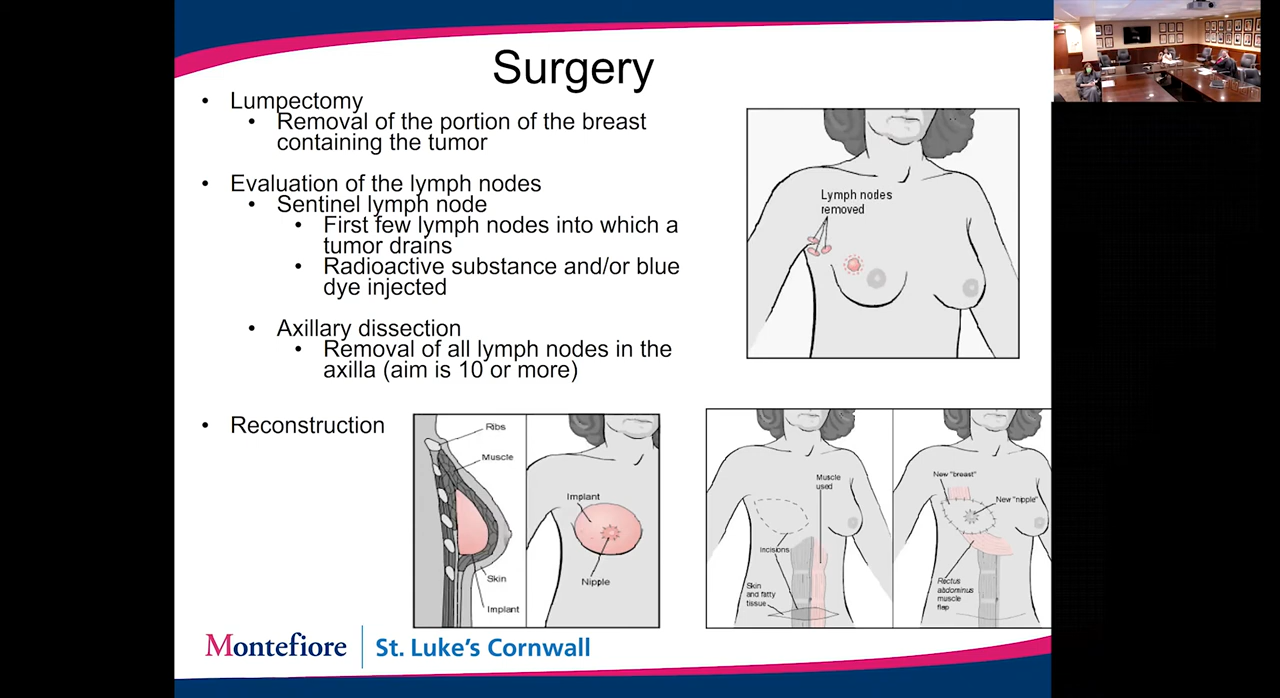 Surgery
• Lumpectomy
• Removal of the portion of the breast
containing the tumor
• Evaluation of the lymph nodes
• Sentinel lymph node
• First few lymph nodes into which a
tumor drains
• Radioactive substance and/or blue
dye injected
• Axillary dissection
• Removal of all lymph nodes in the
axilla (aim is 10 or more)
• Reconstruction
Lymph nodes
removed
Ribs
Muscle
Skin
Implant
Implant
Nipple
Muscle
used
Incisions
Skin
and fatty
tissue
New "breast"
New "nipple"
Rectus
abdominus
muscle
flap
Montefiore | St. Luke's Cornwall